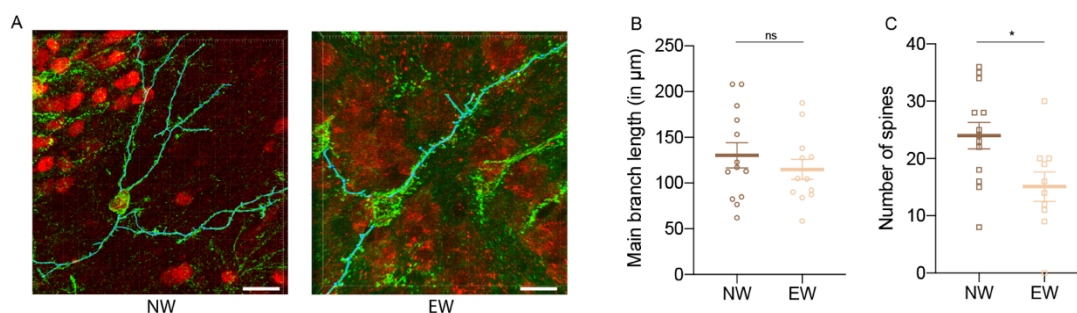 A
NW
EW
B
Main branch length (in µm)
250
200
150
100
50
0
ns
NW
EW
C
Number of spines
40
30
20
10
0
*
NW
EW